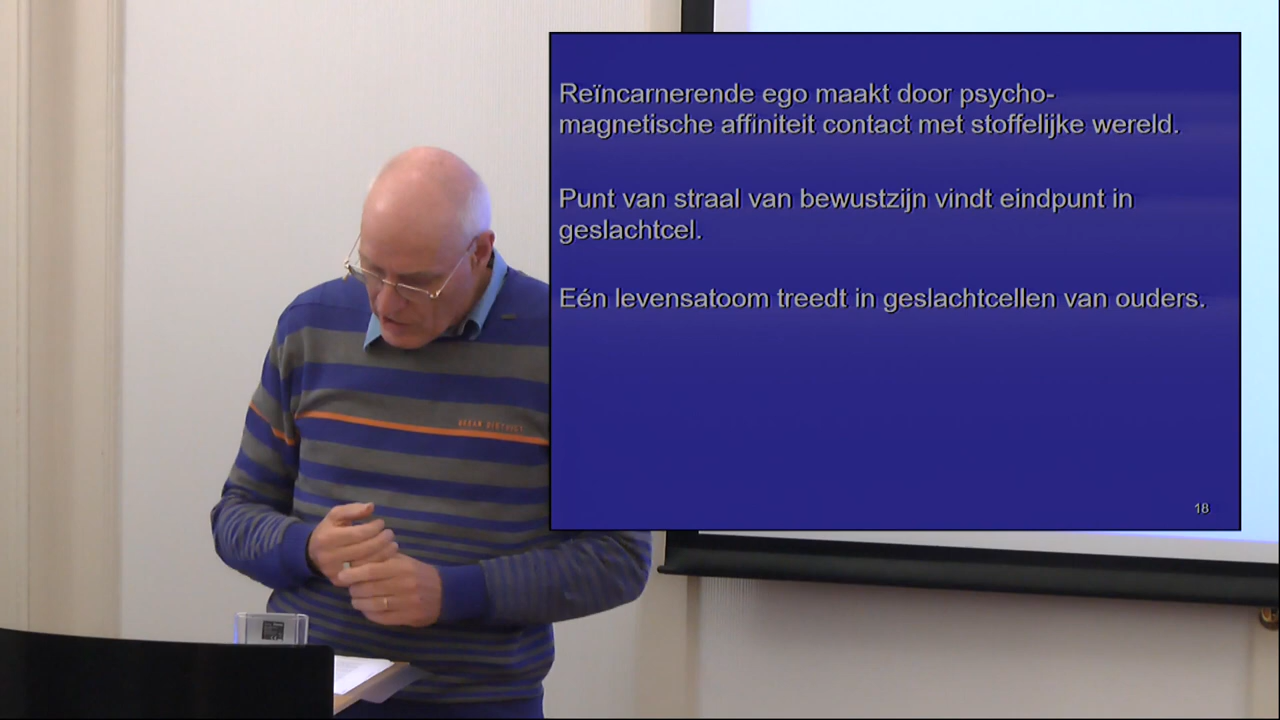 Reïncarnerende ego maakt door psycho-
magnetische affiniteit contact met stoffelijke wereld.
Punt van straal van bewustzijn vindt eindpunt in
geslachtcel.
Eén levensatoom treedt in geslachtcellen van ouders.
18